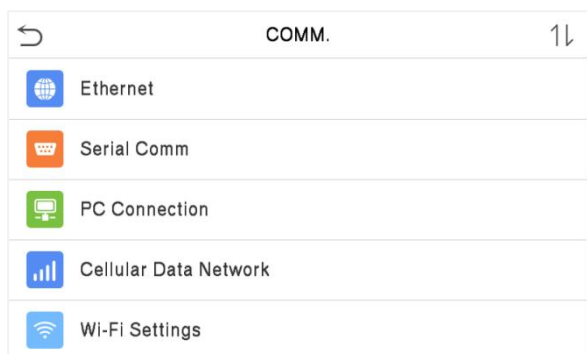 COMM.
Ethernet
Serial Comm
PC Connection
Cellular Data Network
Wi-Fi Settings